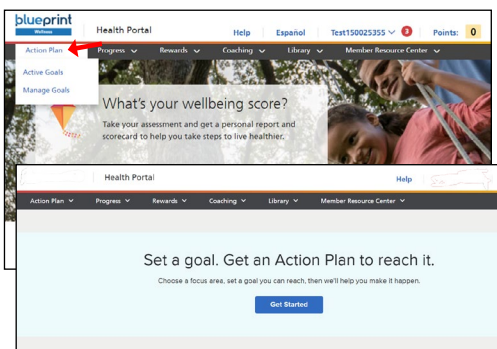 blueprint
Wellness
Health Portal
Help Español Test150025355 3 Points: 0
Action Plan Progress Rewards Coaching Library Member Resource Center
Active Goals
Manage Goals
What's your wellbeing score?
Take your assessment and get a personal report and
scorecard to help you take steps to live healthier.
Health Portal
Help
Action Plan Progress Rewards Coaching Library Member Resource Center
Set a goal. Get an Action Plan to reach it.
Choose a focus area, set a goal you can reach, then we'll help you make it happen.
Get Started